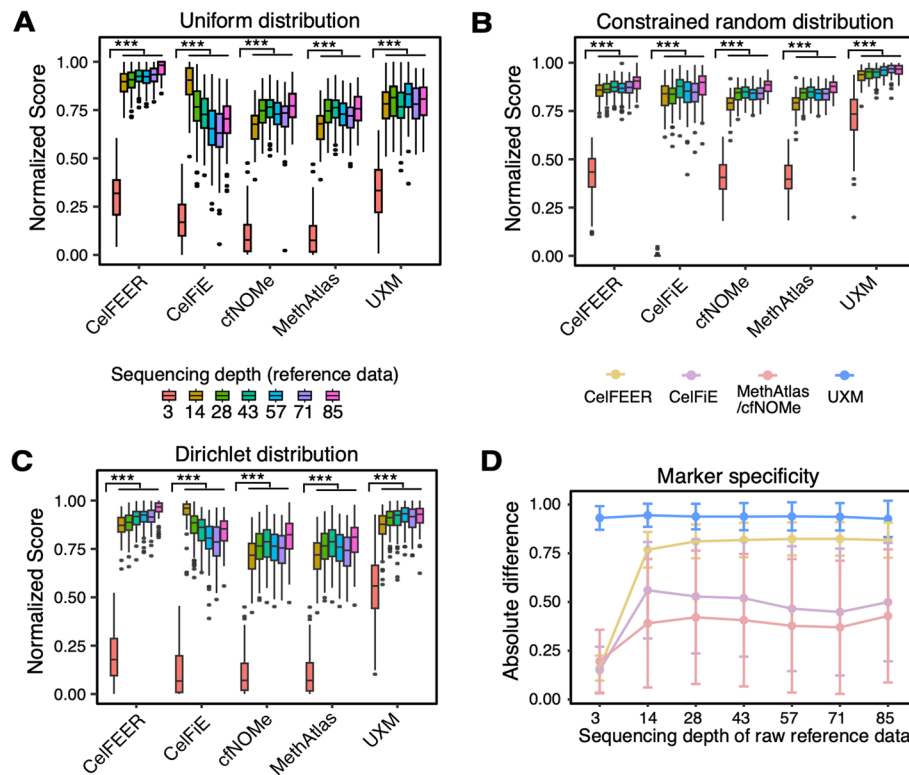 A
Uniform distribution
Normalized Score
1.00
0.75
0.50
0.25
0.00
*** *** *** *** ***
CelFEER
CelFiE
cfNOMe
MethAtlas
UXM
B
Constrained random distribution
Normalized Score
1.00
0.75
0.50
0.25
0.00
*** *** *** *** ***
CelFEER
CelFiE
cfNOMe
MethAtlas
UXM
Sequencing depth (reference data)
3 14 28 43 57 71 85
CelFEER CelFiE MethAtlas UXM
/cfNOMe
C
Dirichlet distribution
Normalized Score
1.00
0.75
0.50
0.25
0.00
*** *** *** *** ***
CelFEER
CelFiE
cfNOMe
MethAtlas
UXM
D
Marker specificity
Absolute difference
1.00
0.75
0.50
0.25
0.00
3 14 28 43 57 71 85
Sequencing depth of raw reference data